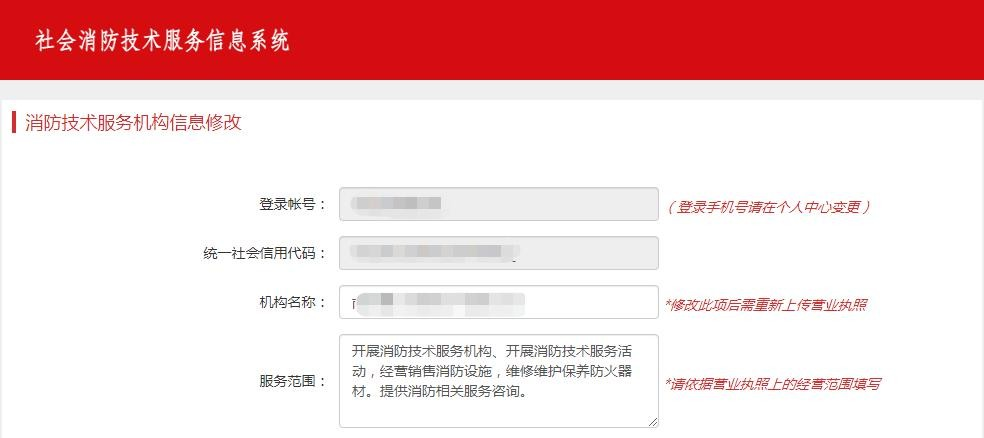 社会消防技术服务信息系统
消防技术服务机构信息修改
登录帐号：
（登录手机号请在个人中心变更）
统一社会信用代码：
机构名称：
*修改此项后需重新上传营业执照
服务范围：
开展消防技术服务机构、开展消防技术服务活
动，经营销售消防设施，维修维护保养防火器
材。提供消防相关服务咨询。
*请依据营业执照上的经营范围填写